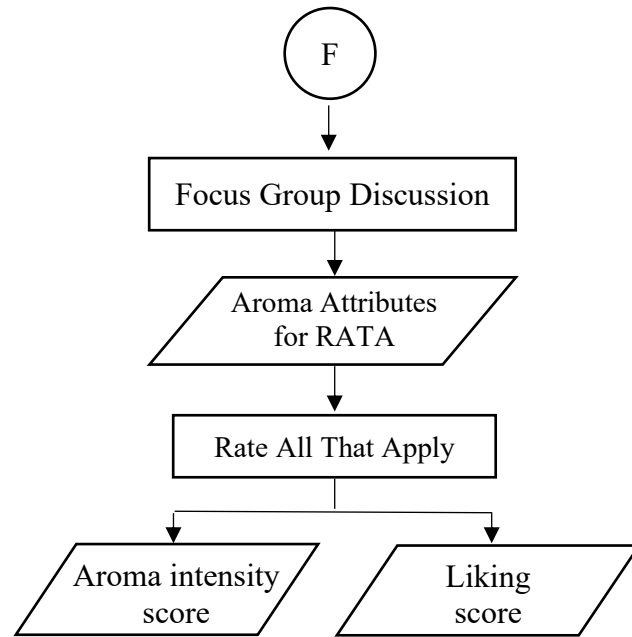 F
Focus Group Discussion
Aroma Attributes
for RATA
Rate All That Apply
Aroma intensity
score
Liking
score